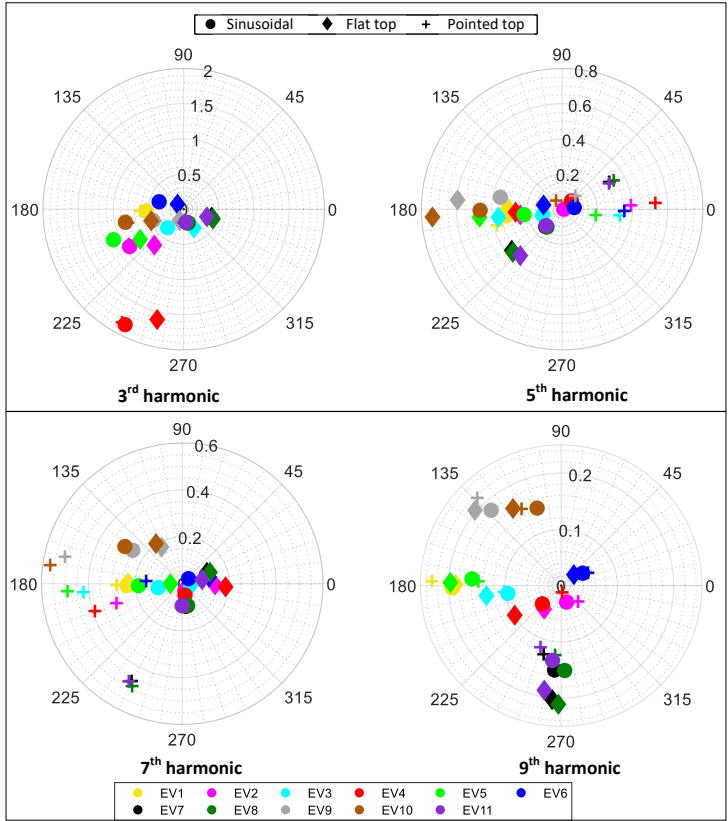 Sinusoidal Flat top Pointed top
90 90
2 0.8
135 45 135 45
1.5 0.6
1 0.4
0.5 0.2
180 0 0 180 0 0
225 315 225 315
270 270
3rd harmonic 5th harmonic
90 90
0.6
135 45 135 0.2 45
0.4
0.2 0.1
180 0 0 180 0 0
225 315 225 315
270 270
7th harmonic 9th harmonic
EV1 EV2 EV3 EV4 EV5 EV6
EV7 EV8 EV9 EV10 EV11